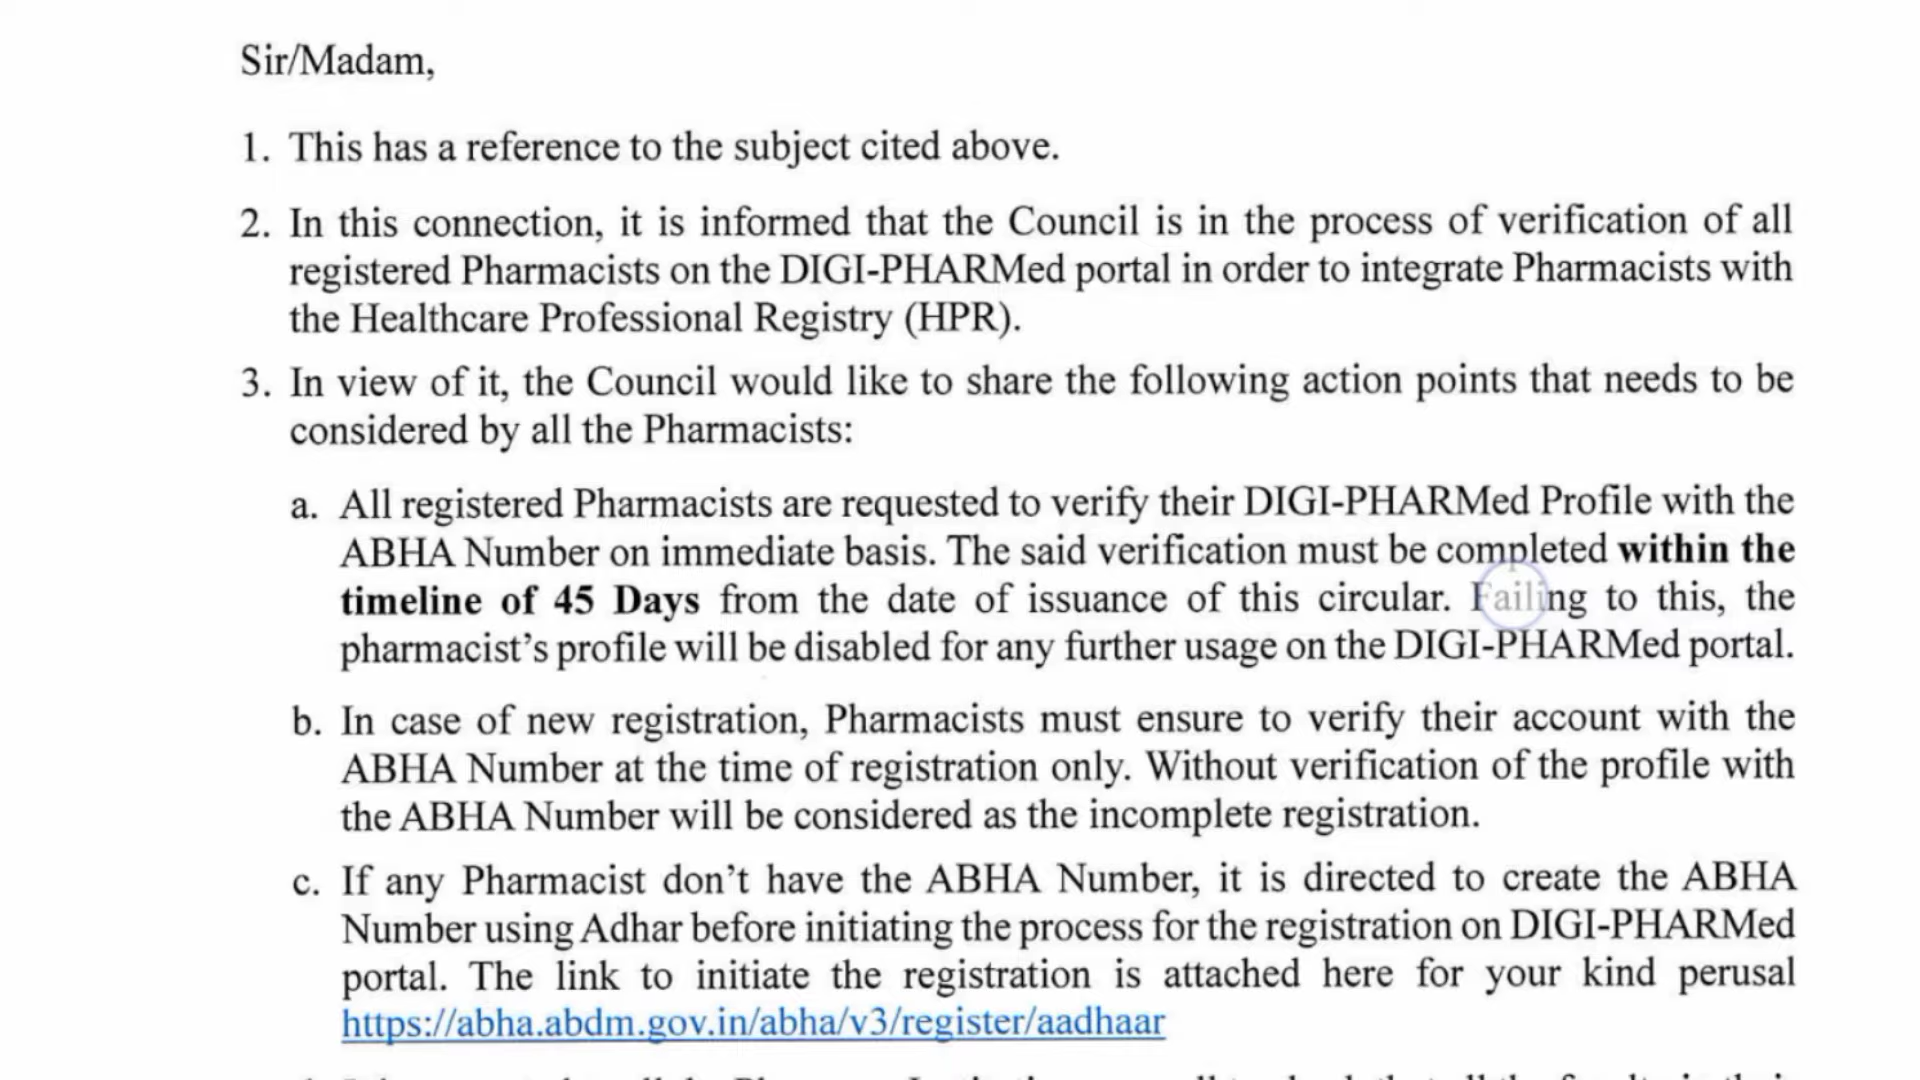 Sir/Madam,
1. This has a reference to the subject cited above.
2. In this connection, it is informed that the Council is in the process of verification of all
registered Pharmacists on the DIGI-PHARMed portal in order to integrate Pharmacists with
the Healthcare Professional Registry (HPR).
3. In view of it, the Council would like to share the following action points that needs to be
considered by all the Pharmacists:
a. All registered Pharmacists are requested to verify their DIGI-PHARMed Profile with the
ABHA Number on immediate basis. The said verification must be completed within the
timeline of 45 Days from the date of issuance of this circular. Failing to this, the
pharmacist's profile will be disabled for any further usage on the DIGI-PHARMed portal.
b. In case of new registration, Pharmacists must ensure to verify their account with the
ABHA Number at the time of registration only. Without verification of the profile with
the ABHA Number will be considered as the incomplete registration.
c. If any Pharmacist don't have the ABHA Number, it is directed to create the ABHA
Number using Adhar before initiating the process for the registration on DIGI-PHARMed
portal. The link to initiate the registration is attached here for your kind perusal
https://abha.abdm.gov.in/abha/v3/register/aadhaar